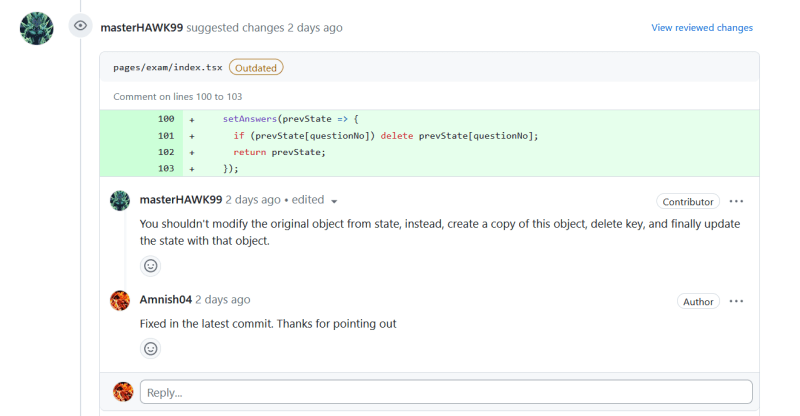 masterHAWK99 suggested changes 2 days ago
View reviewed changes
pages/exam/index.tsx Outdated
Comment on lines 100 to 103
100 + setAnswers(prevState => {
101 + if (prevState[questionNo]) delete prevState[questionNo];
102 + return prevState;
103 + });
masterHAWK99 2 days ago • edited
Contributor
You shouldn't modify the original object from state, instead, create a copy of this object, delete key, and finally update
the state with that object.
Amnish04 2 days ago
Author
Fixed in the latest commit. Thanks for pointing out
Reply...